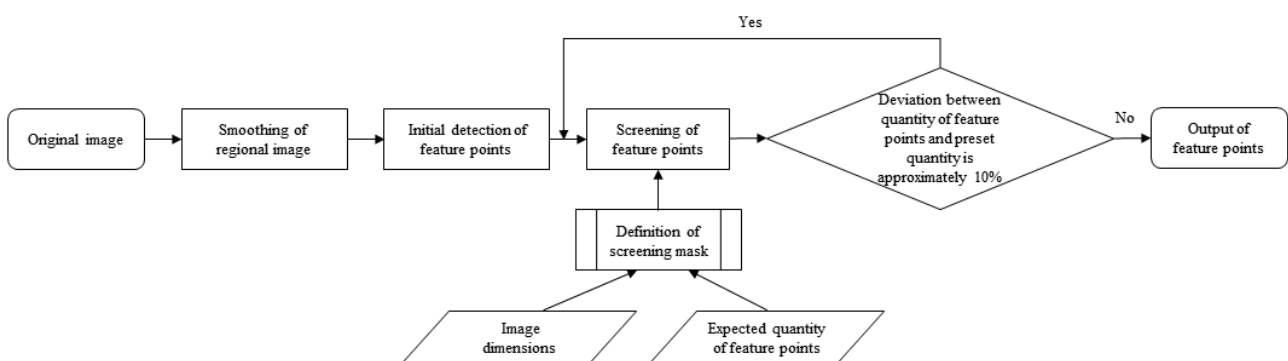 Yes
Original image
Smoothing of
regional image
Initial detection of
feature points
Screening of
feature points
Deviation between
quantity of feature
points and preset
quantity is
approximately 10%
No
Output of
feature points
Definition of
screening mask
Image
dimensions
Expected quantity
of feature points